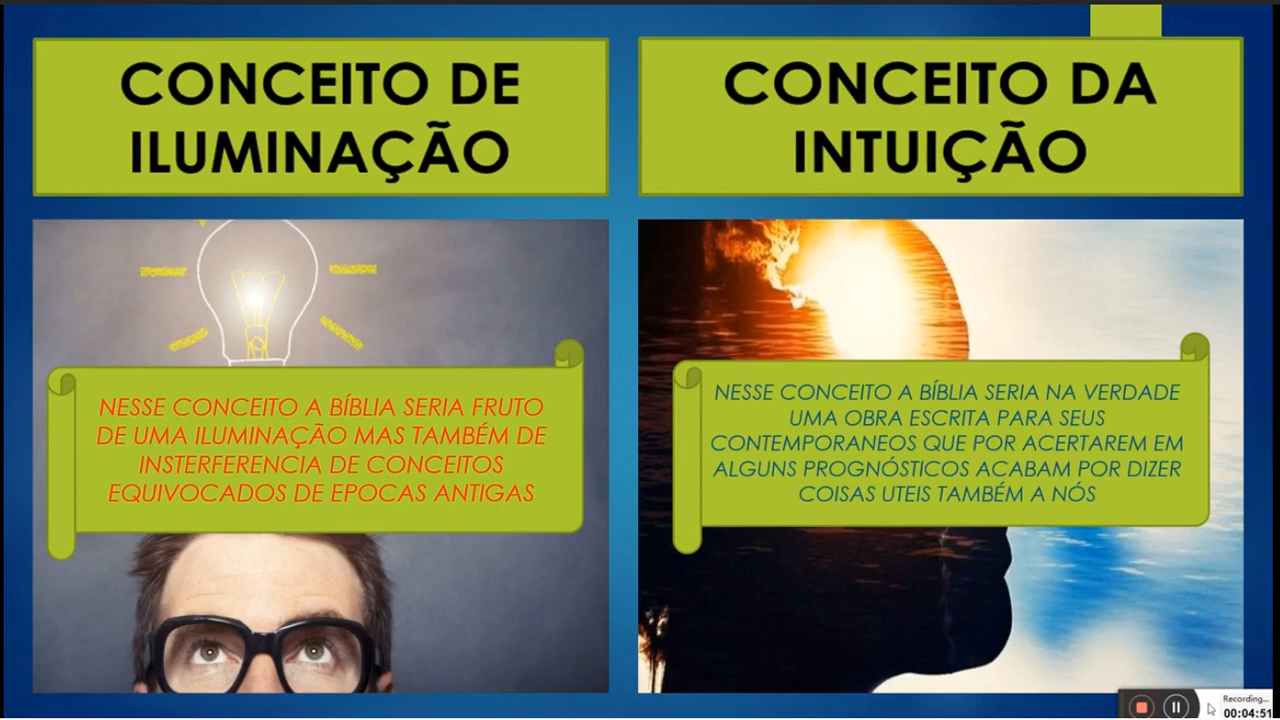 CONCEITO DE
ILUMINAÇÃO
NESSE CONCEITO A BÍBLIA SERIA FRUTO
DE UMA ILUMINAÇÃO MAS TAMBÉM DE
INSTERFERENCIA DE CONCEITOS
EQUIVOCADOS DE EPOCAS ANTIGAS
CONCEITO DA
INTUIÇÃO
NESSE CONCEITO A BÍBLIA SERIA NA VERDADE
UMA OBRA ESCRITA PARA SEUS
CONTEMPORANEOS QUE POR ACERTAREM EM
ALGUNS PROGNÓSTICOS ACABAM POR DIZER
COISAS UTEIS TAMBÉM A NÓS
Recording...
00:04:51